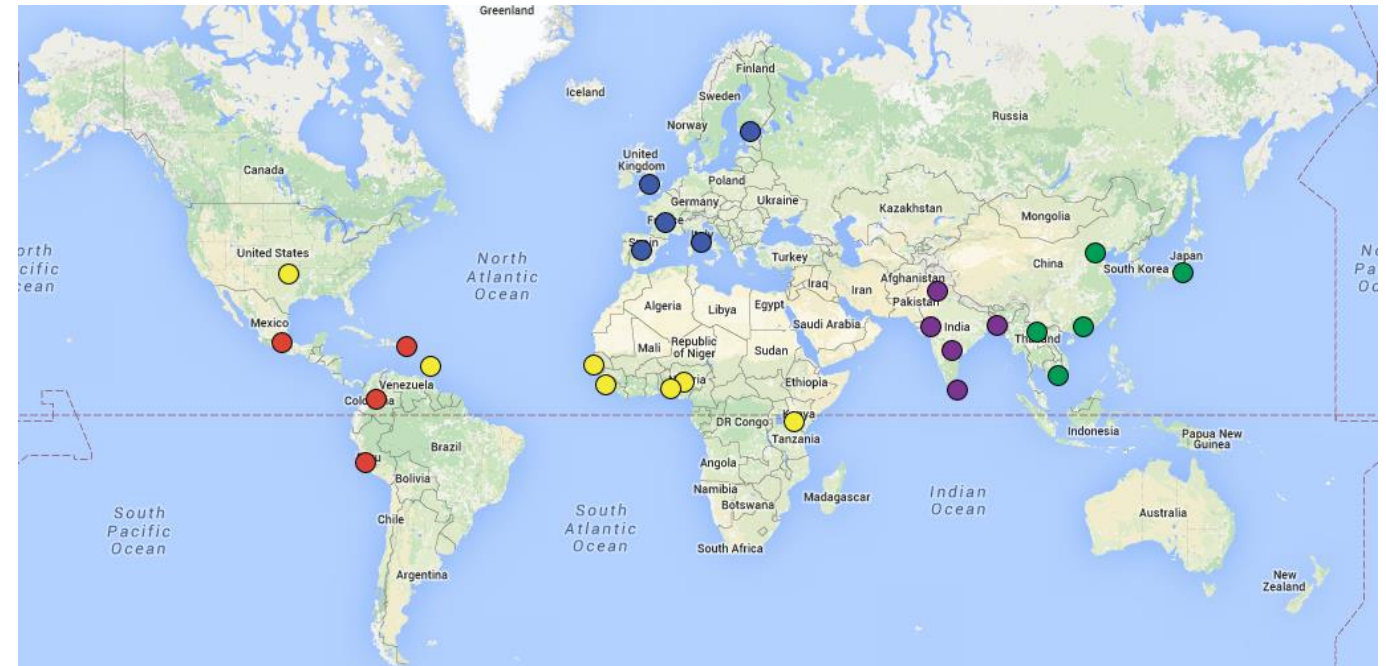 Greenland
Iceland
Finland
Sweden
Norway
Russia
United
Kingdom
Canada
Poland
Germany
Ukraine
Kazakhstan
Mongolia
United States
North
Atlantic
Ocean
Turkey
China
South Korea
Japan
Afghanistan
Iraq
Iran
Pakistan
Algeria
Libya
Egypt
Saudi Arabia
India
Mexico
Mali
Republic
of Niger
Sudan
Ethiopia
Venezuela
DR Congo
Tanzania
Indonesia
Papua New
Guinea
Brazil
Angola
Bolivia
Namibia
Botswana
Madagascar
Indian
Ocean
Australia
South
Pacific
Ocean
Chile
South
Atlantic
Ocean
South Africa
Argentina
New
Zealand